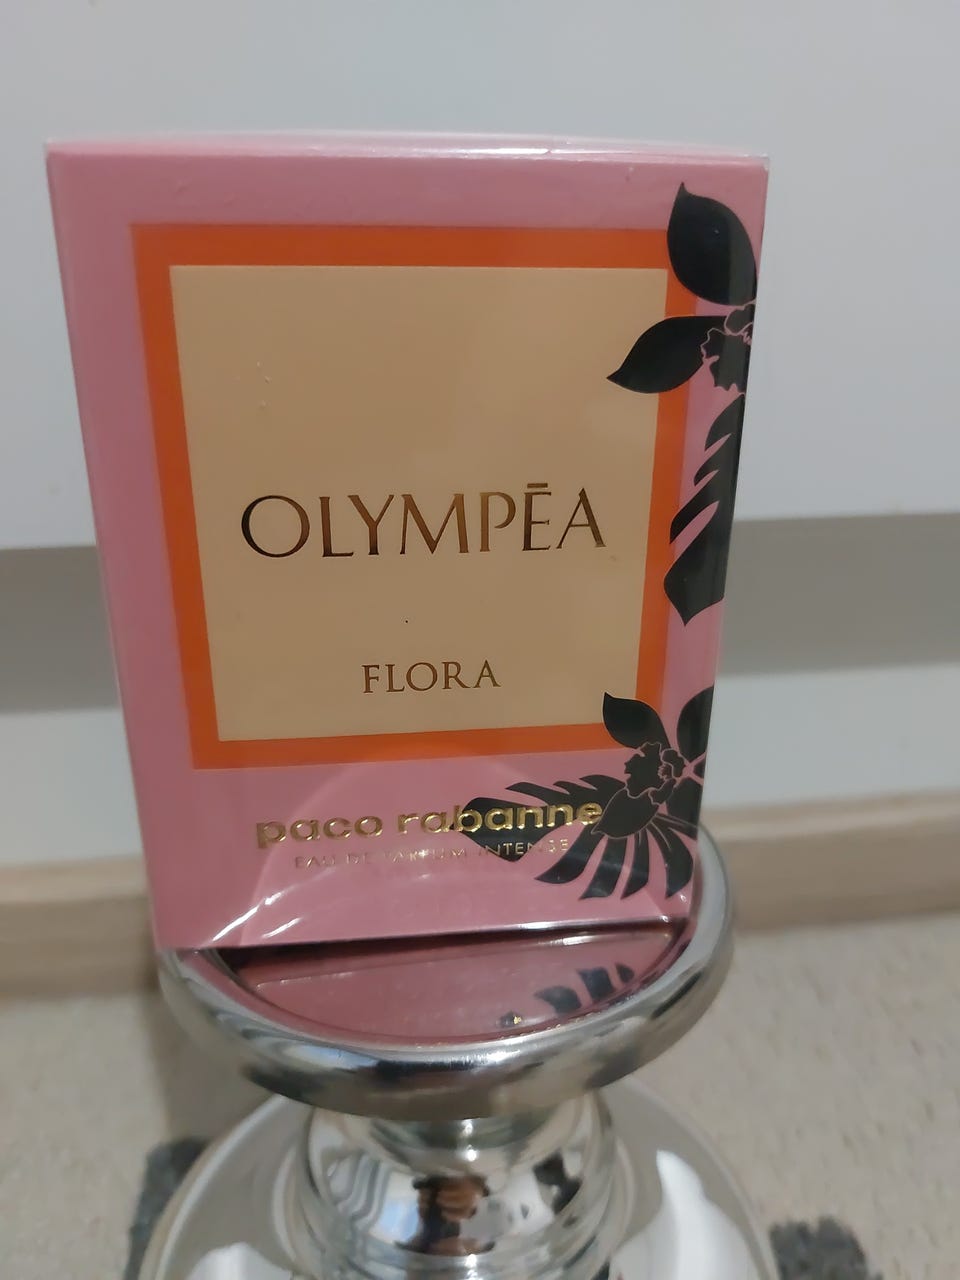 OLYMPĒA
FLORA
paco rabanne
EAU DE PARFUM INTENSE